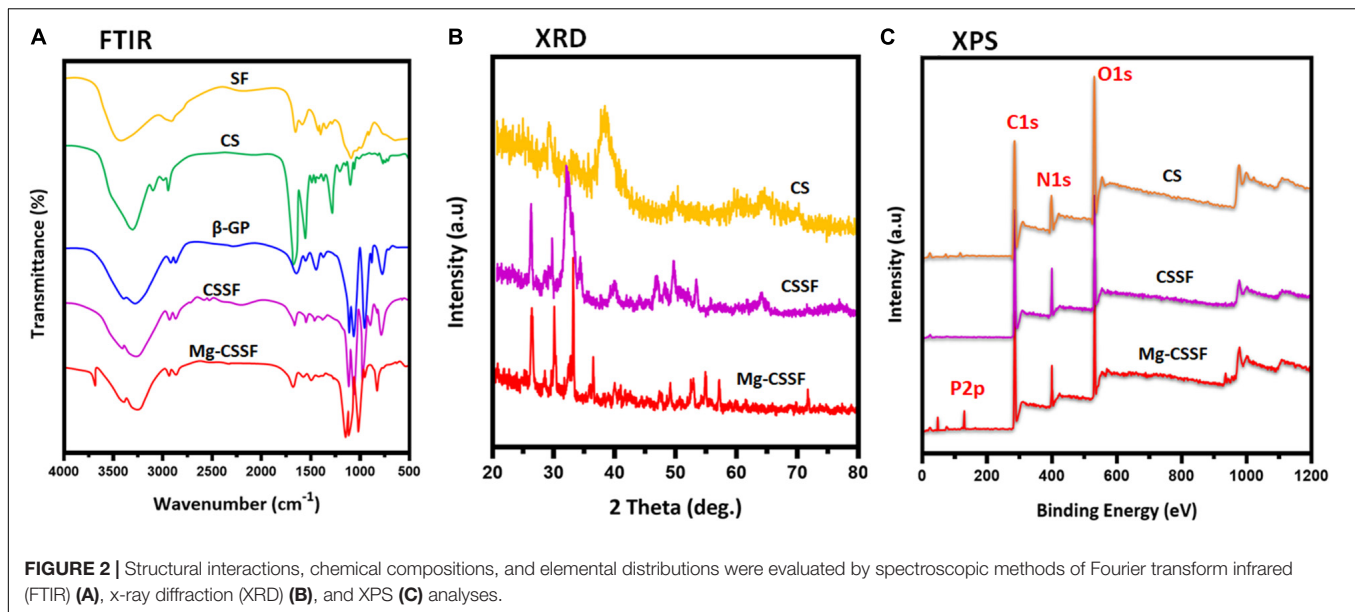 A FTIR
SF
CS
β-GP
CSSF
Mg-CSSF
Transmittance (%)
4000 3500 3000 2500 2000 1500 1000 500
Wavenumber (cm⁻¹)
B XRD
CS
CSSF
Mg-CSSF
Intensity (a.u)
20 30 40 50 60 70 80
2 Theta (deg.)
C XPS
O1s
C1s
N1s
CS
CSSF
Mg-CSSF
P2p
Intensity (a.u)
0 200 400 600 800 1000 1200
Binding Energy (eV)
FIGURE 2 | Structural interactions, chemical compositions, and elemental distributions were evaluated by spectroscopic methods of Fourier transform infrared
(FTIR) (A), x-ray diffraction (XRD) (B), and XPS (C) analyses.